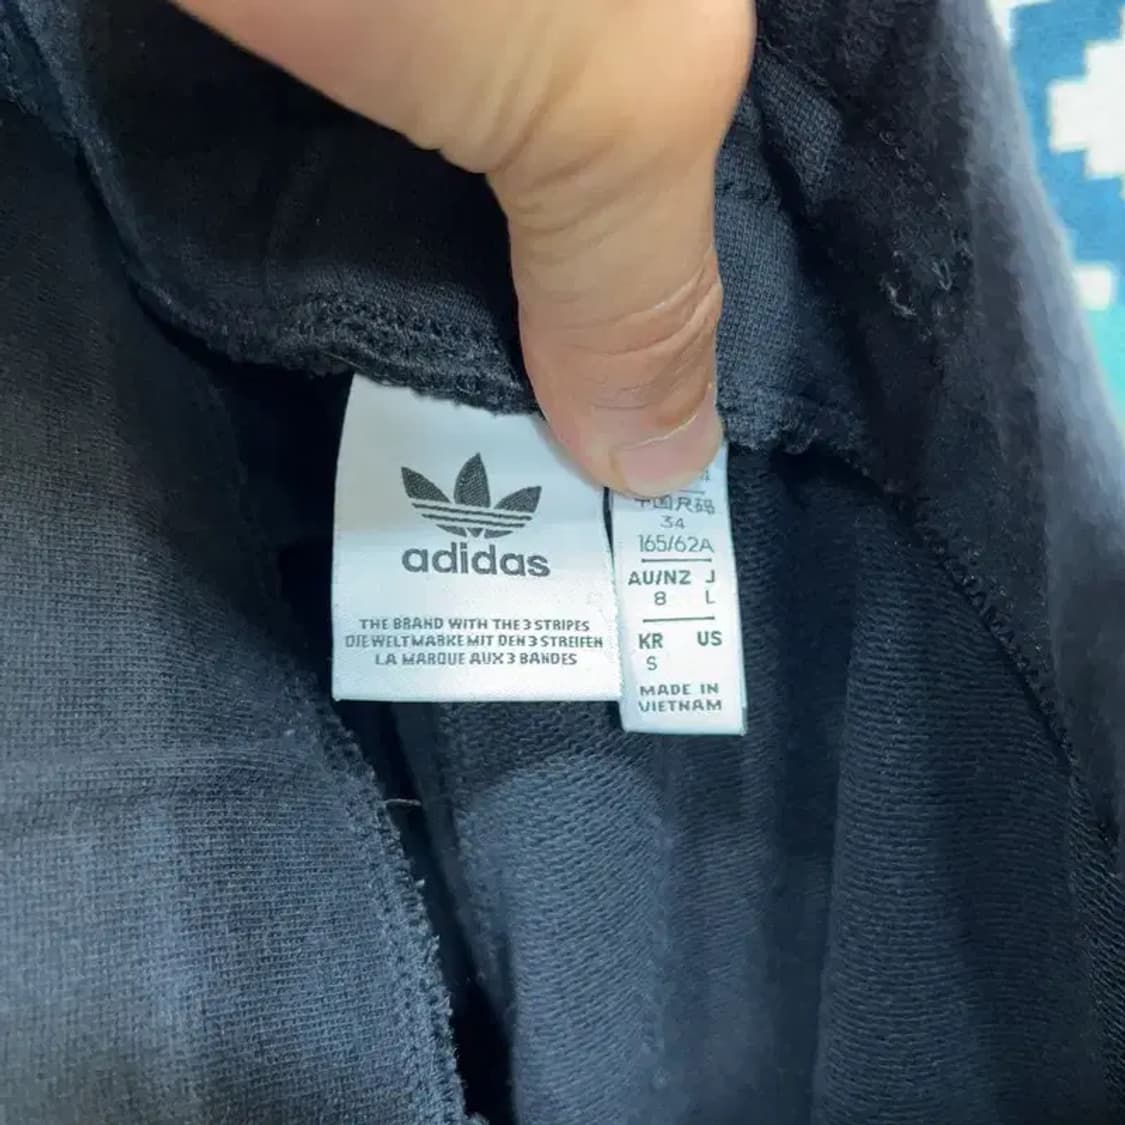 adidas
THE BRAND WITH THE 3 STRIPES
DIE WELTMARKE MIT DEN 3 STREIFEN
LA MARQUE AUX 3 BANDES
中国尺码
34
165/62A
AU/NZ J
8 L
KR US
S
MADE IN
VIETNAM